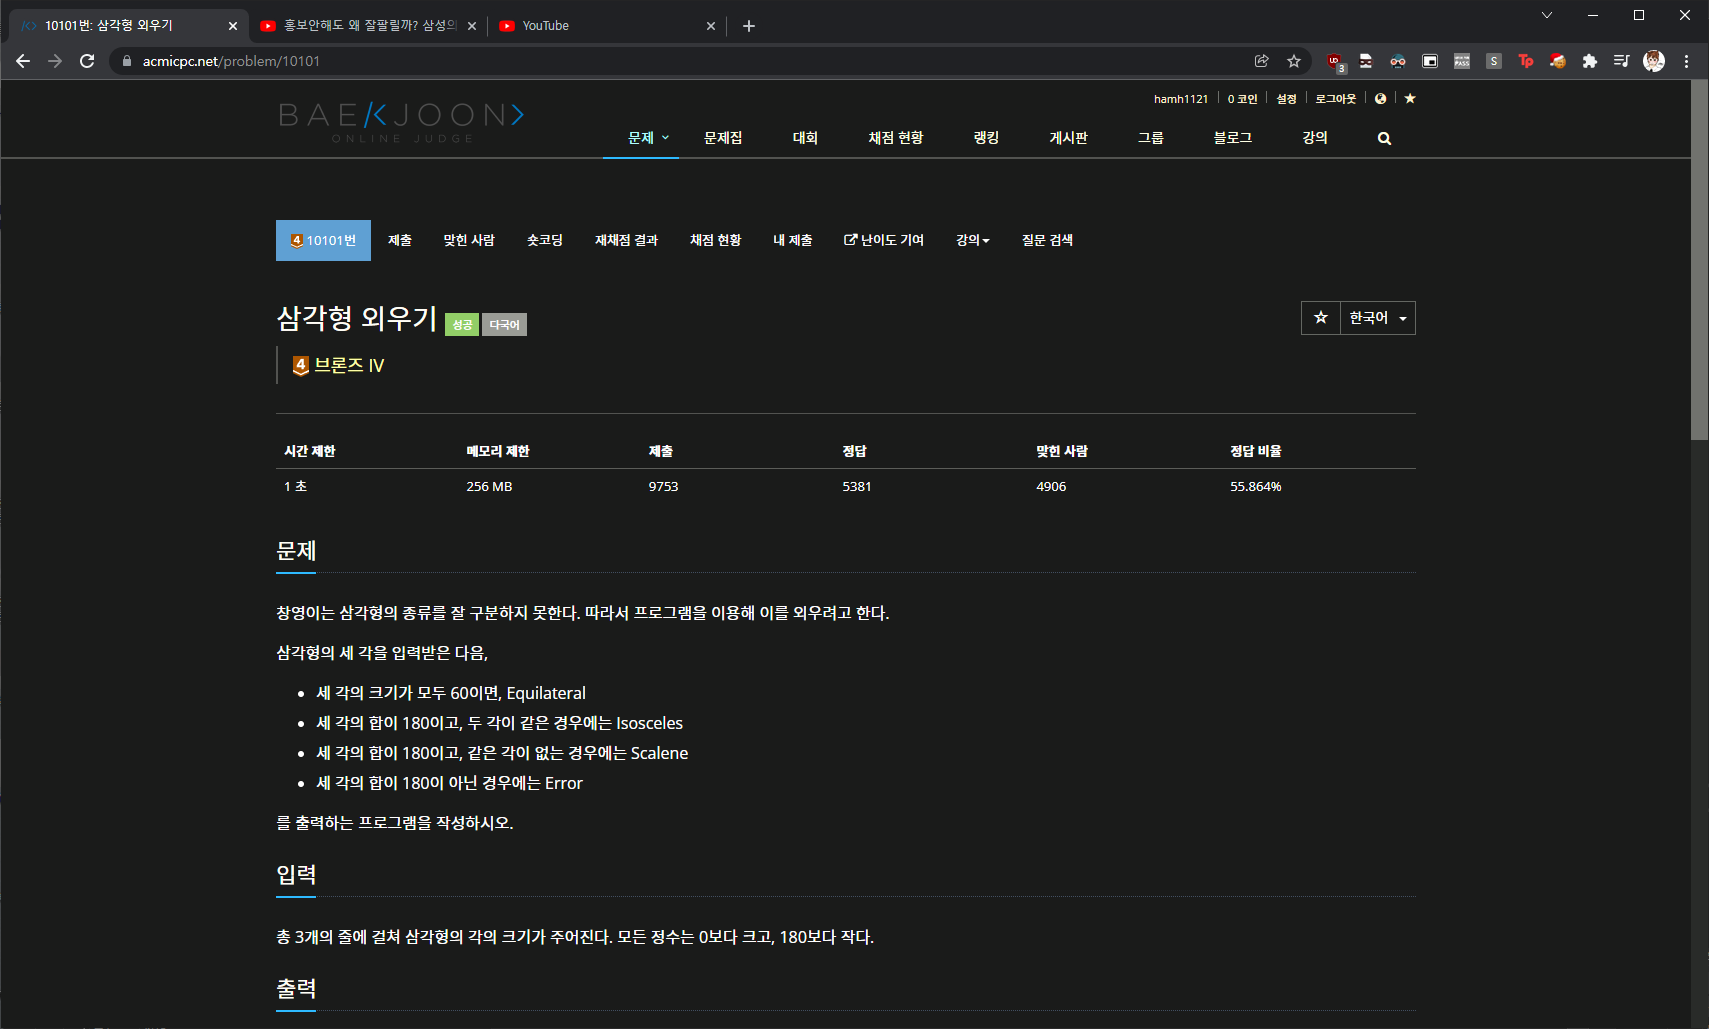 10101번: 삼각형 외우기
홍보안해도 왜 잘팔릴까? 삼성의
YouTube
acmicpc.net/problem/10101
hamh1121
0 코인
설정
로그아웃
BAEKJOON>
ONLINE JUDGE
문제
문제집
대회
채점 현황
랭킹
게시판
그룹
블로그
강의
4 10101번
제출
맞힌 사람
숏코딩
재채점 결과
채점 현황
내 제출
난이도 기여
강의
질문 검색
삼각형 외우기 성공 다국어
한국어
4 브론즈 IV
시간 제한 메모리 제한 제출 정답 맞힌 사람 정답 비율
1 초 256 MB 9753 5381 4906 55.864%
문제
창영이는 삼각형의 종류를 잘 구분하지 못한다. 따라서 프로그램을 이용해 이를 외우려고 한다.
삼각형의 세 각을 입력받은 다음,
• 세 각의 크기가 모두 60이면, Equilateral
• 세 각의 합이 180이고, 두 각이 같은 경우에는 Isosceles
• 세 각의 합이 180이고, 같은 각이 없는 경우에는 Scalene
• 세 각의 합이 180이 아닌 경우에는 Error
를 출력하는 프로그램을 작성하시오.
입력
총 3개의 줄에 걸쳐 삼각형의 각의 크기가 주어진다. 모든 정수는 0보다 크고, 180보다 작다.
출력